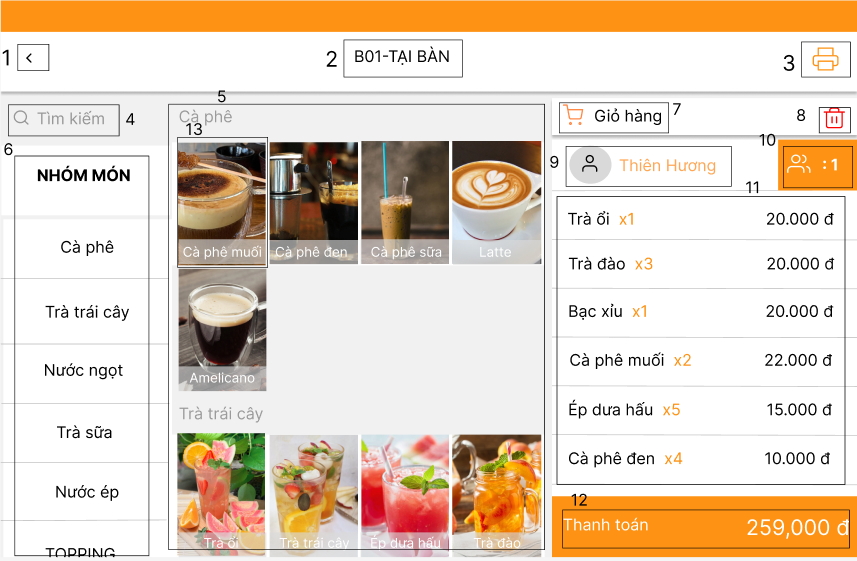 1 <
2 B01-TẠI BÀN
3
Tìm kiếm 4
6
NHÓM MÓN
Cà phê
Trà trái cây
Nước ngọt
Trà sữa
Nước ép
TOPPING
5
Cà phê
13
Cà phê muối
Cà phê đen
Cà phê sữa
Latte
Amelicano
Trà trái cây
Trà ổi
Trà trái cây
Ép dưa hấu
Trà đào
Giỏ hàng 7
8
9 Thiên Hương
10
:1
11
Trà ổi x1 20.000 đ
Trà đào x3 20.000 đ
Bạc xỉu x1 20.000 đ
Cà phê muối x2 22.000 đ
Ép dưa hấu x5 15.000 đ
Cà phê đen x4 10.000 đ
12
Thanh toán 259,000 đ